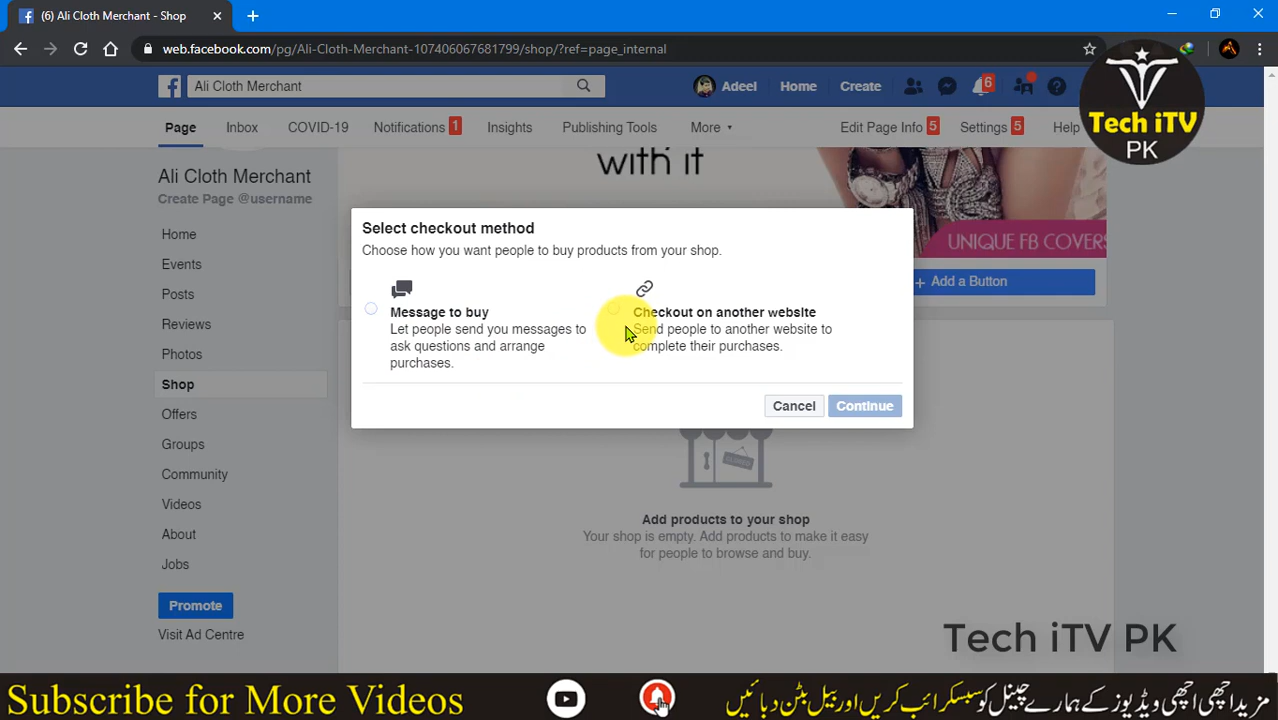 (6) Ali Cloth Merchant - Shop
web.facebook.com/pg/Ali-Cloth-Merchant-107406067681799/shop/?ref=page_internal
Ali Cloth Merchant
Adeel
Home
Create
6
Tech iTV
PK
Page
Inbox
COVID-19
Notifications 1
Insights
Publishing Tools
More
Edit Page Info 5
Settings 5
Help
with it
UNIQUE FB COVERS
Ali Cloth Merchant
Create Page @username
+ Add a Button
Home
Events
Posts
Reviews
Photos
Shop
Offers
Groups
Community
Videos
About
Jobs
Promote
Visit Ad Centre
Select checkout method
Choose how you want people to buy products from your shop.
Message to buy
Let people send you messages to
ask questions and arrange
purchases.
Checkout on another website
Send people to another website to
complete their purchases.
Cancel
Continue
CLOSED
Add products to your shop
Your shop is empty. Add products to make it easy
for people to browse and buy.
Tech iTV PK
Subscribe for More Videos
مزید اچھی اچھی ویڈیوز کے ہمارے چینل کو سبسکرائب کریں اور بیل بٹن دبائیں